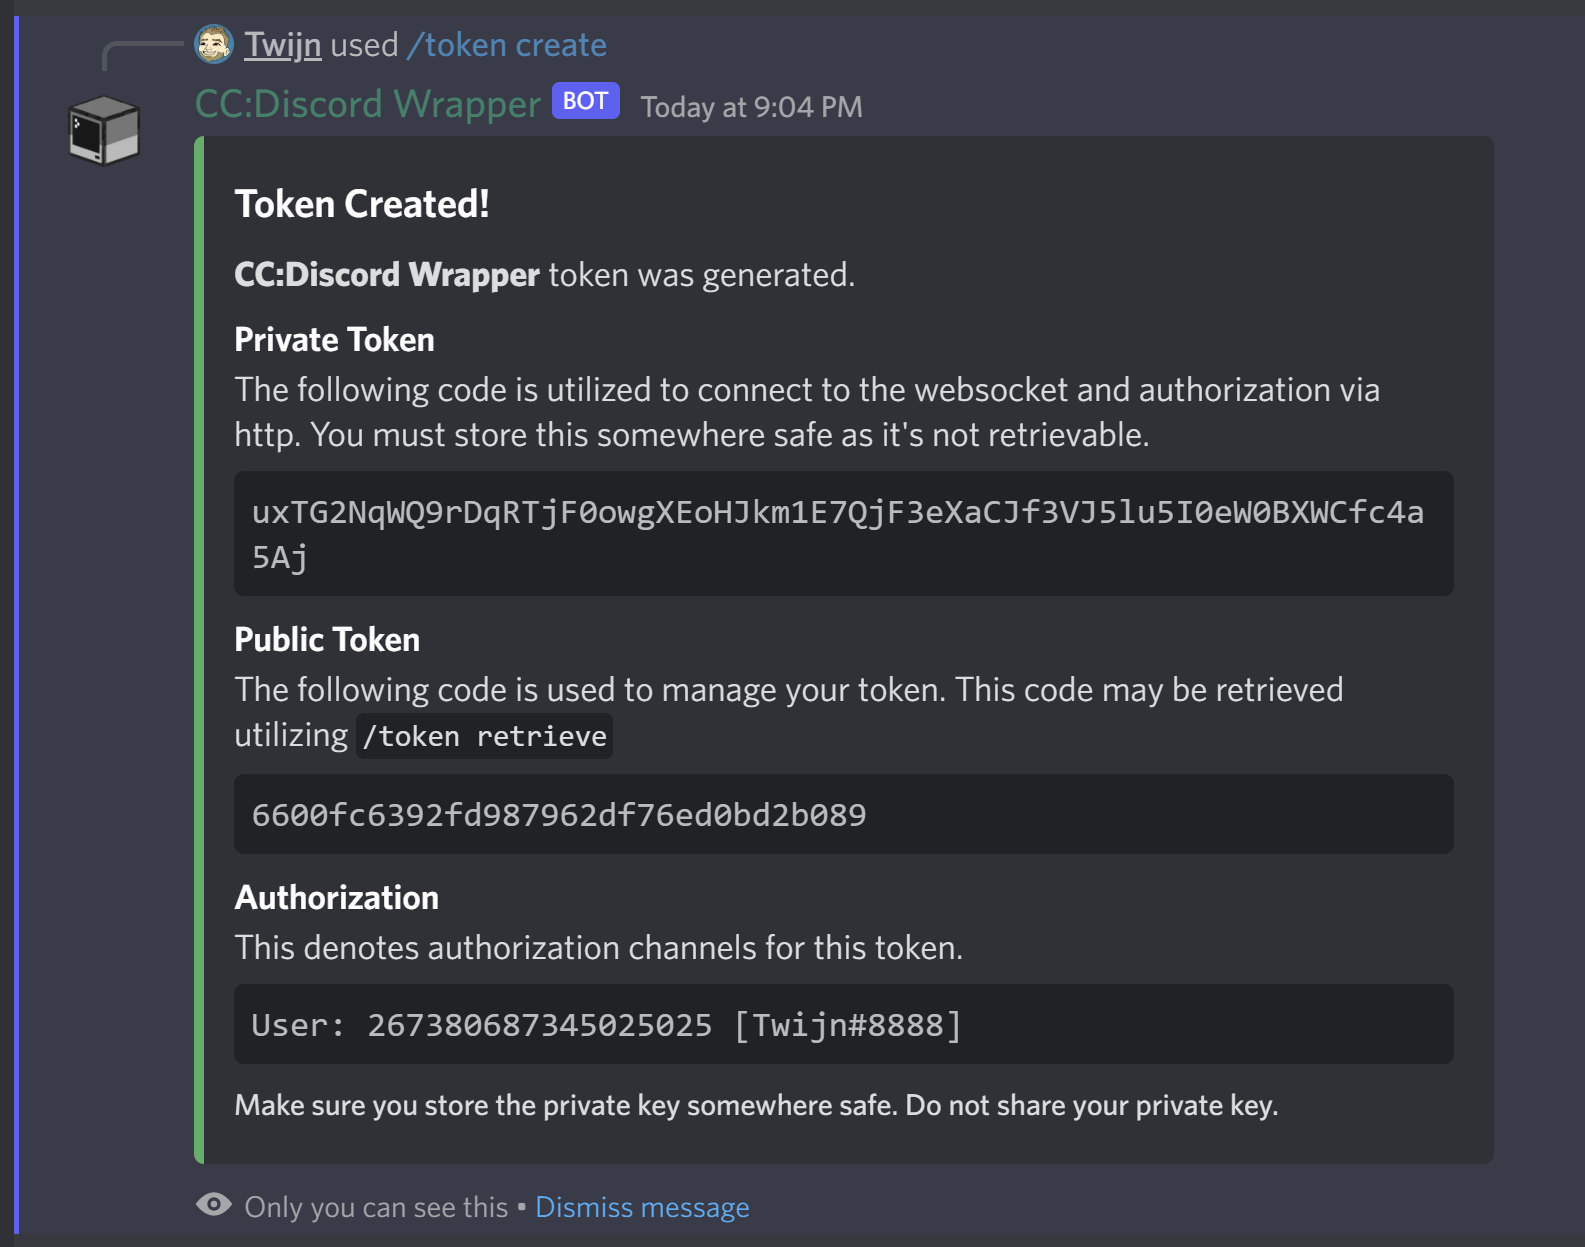 Twijn used /token create
CC:Discord Wrapper BOT Today at 9:04 PM
Token Created!
CC:Discord Wrapper token was generated.
Private Token
The following code is utilized to connect to the websocket and authorization via
http. You must store this somewhere safe as it's not retrievable.
uxTG2NqWQ9rDqRTjF0owgXEoHJkm1E7QjF3eXaCJf3VJ5lu5I0eW0BXWCfc4a
5Aj
Public Token
The following code is used to manage your token. This code may be retrieved
utilizing /token retrieve
6600fc6392fd987962df76ed0bd2b089
Authorization
This denotes authorization channels for this token.
User: 267380687345025025 [Twijn#8888]
Make sure you store the private key somewhere safe. Do not share your private key.
Only you can see this • Dismiss message